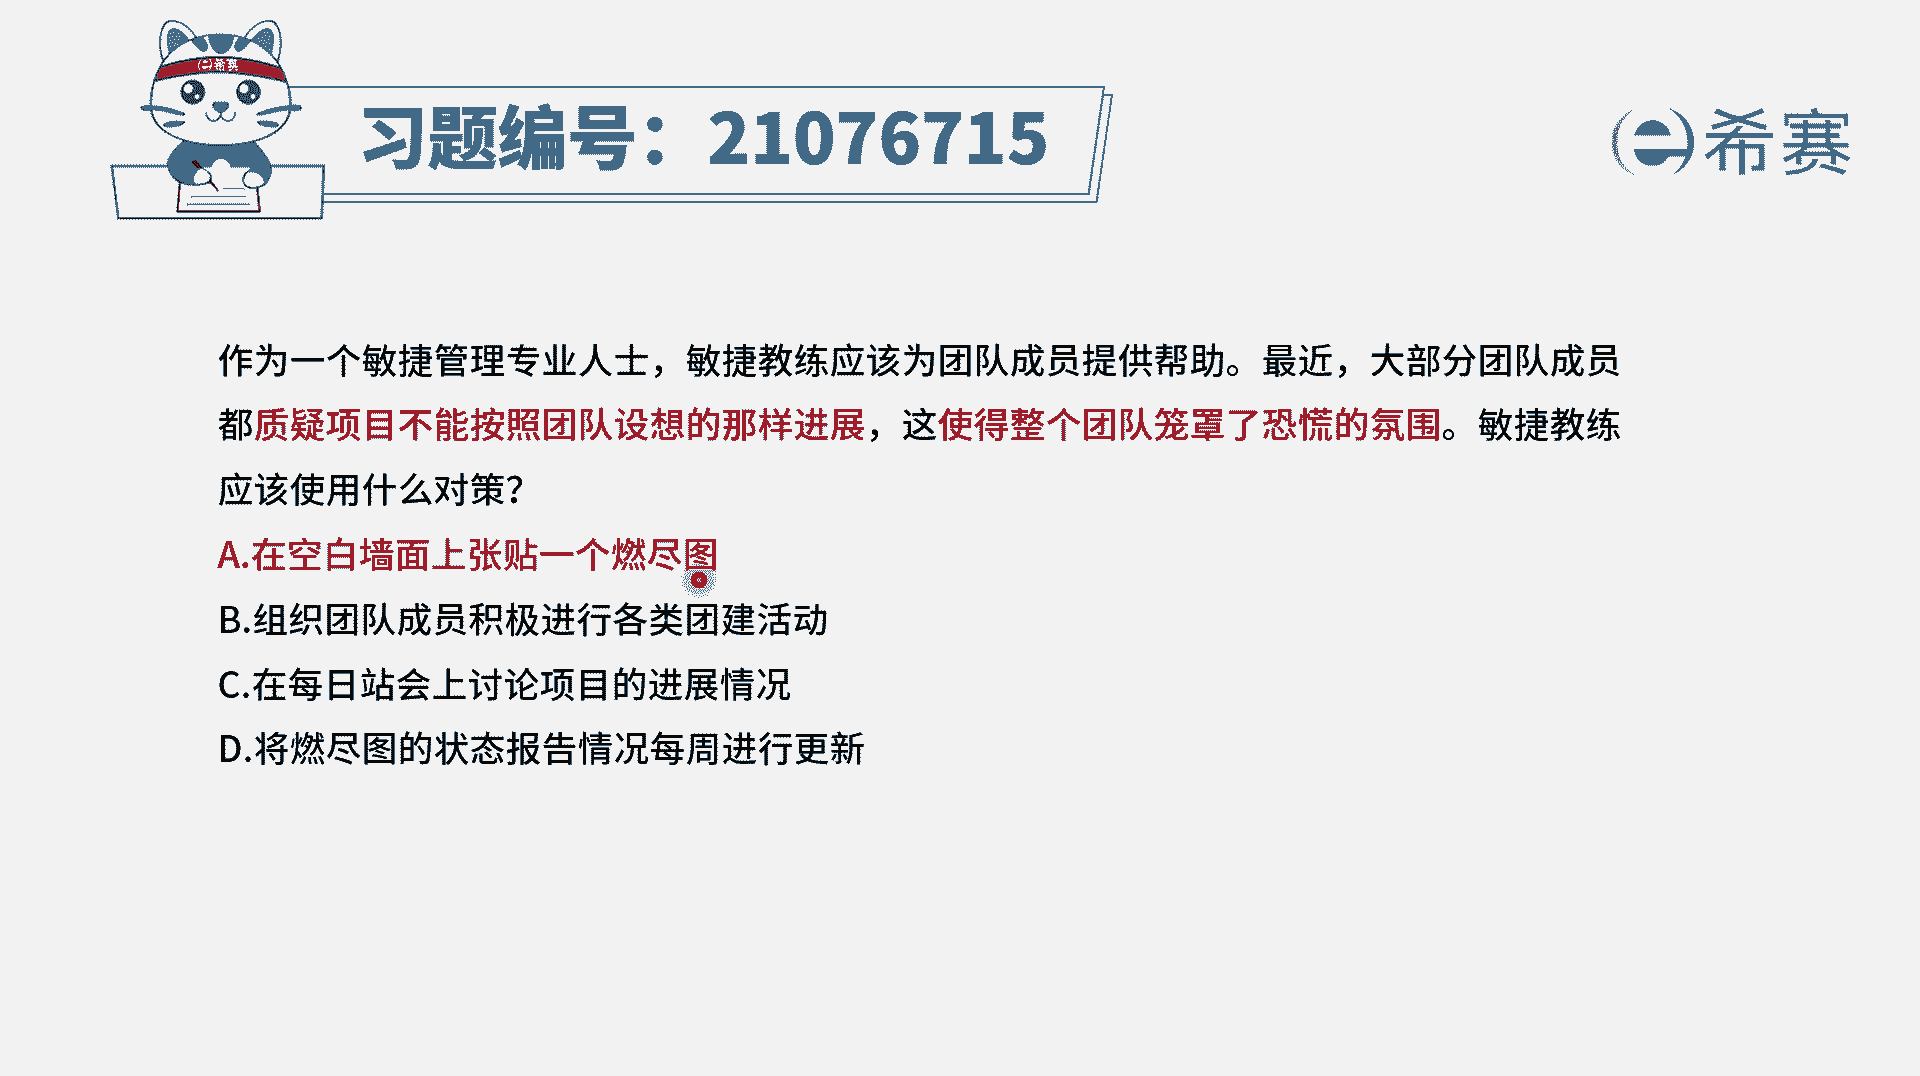 希赛
习题编号：21076715
希赛
作为一个敏捷管理专业人士，敏捷教练应该为团队成员提供帮助。最近，大部分团队成员
都质疑项目不能按照团队设想的那样进展，这使得整个团队笼罩了恐慌的氛围。敏捷教练
应该使用什么对策？
A.在空白墙面上张贴一个燃尽图
B.组织团队成员积极进行各类团建活动
C.在每日站会上讨论项目的进展情况
D.将燃尽图的状态报告情况每周进行更新